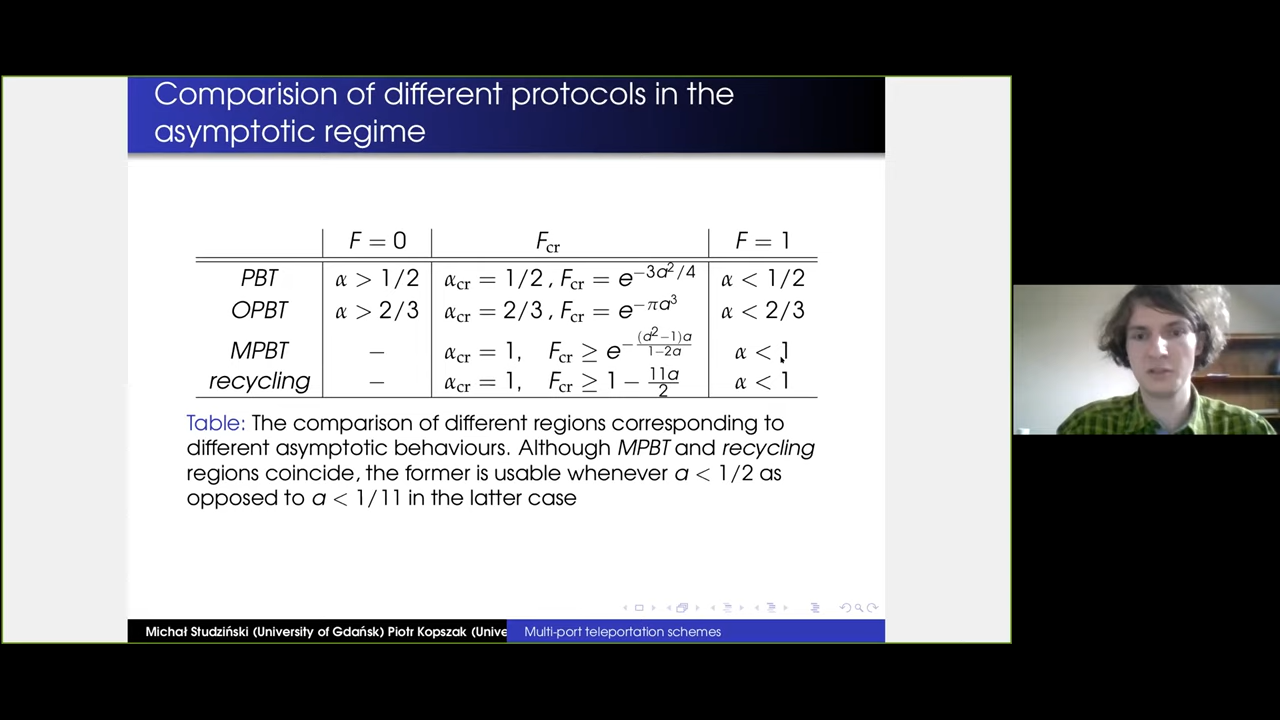 Comparision of different protocols in the
asymptotic regime
F = 0 F_cr F = 1
PBT α > 1/2 α_cr = 1/2 , F_cr = e^{−3a²/4} α < 1/2
OPBT α > 2/3 α_cr = 2/3 , F_cr = e^{−πa³} α < 2/3
MPBT − α_cr = 1, F_cr ≥ e^{−\frac{(a²−1)a}{1−2a}} α < 1
recycling − α_cr = 1, F_cr ≥ 1 − \frac{11a}{2} α < 1
Table: The comparison of different regions corresponding to
different asymptotic behaviours. Although MPBT and recycling
regions coincide, the former is usable whenever a < 1/2 as
opposed to a < 1/11 in the latter case
Michał Studziński (University of Gdańsk) Piotr Kopszak (Unive
Multi-port teleportation schemes